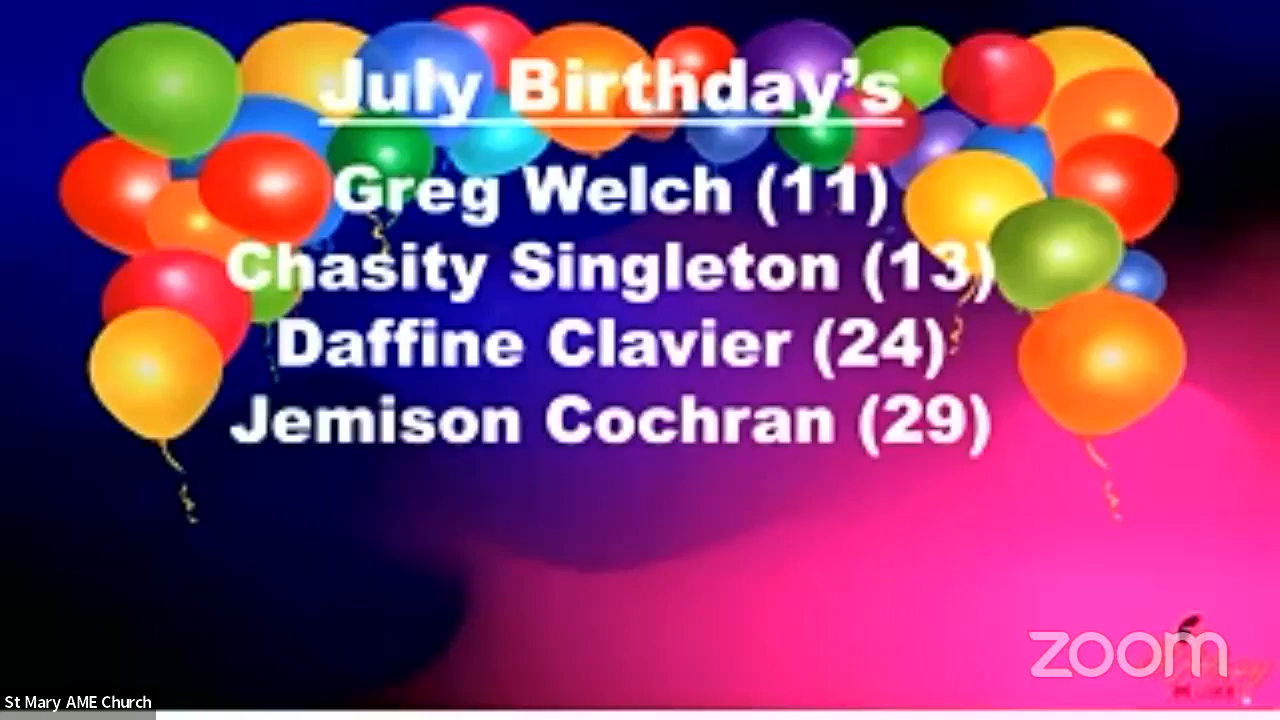 July Birthday’s
Greg Welch (11)
Chasity Singleton (13)
Daffine Clavier (24)
Jemison Cochran (29)
zoom
St Mary AME Church